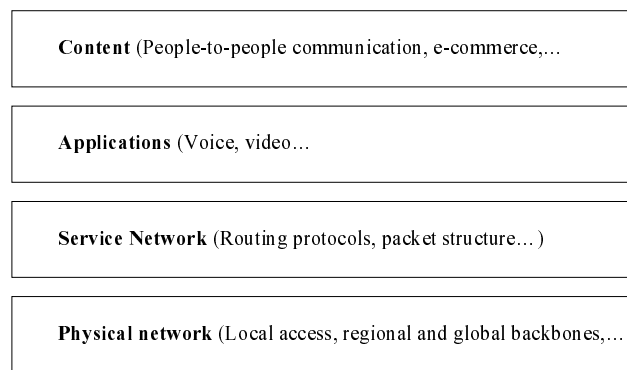 Content (People-to-people communication, e-commerce,…
Applications (Voice, video…
Service Network (Routing protocols, packet structure…)
Physical network (Local access, regional and global backbones,…